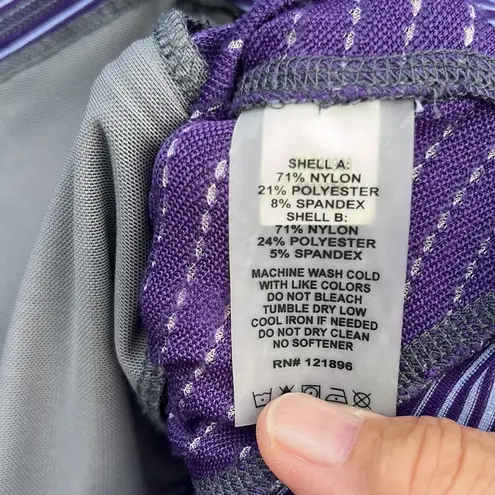 SHELL A:
71% NYLON
21% POLYESTER
8% SPANDEX
SHELL B:
71% NYLON
24% POLYESTER
5% SPANDEX
MACHINE WASH COLD
WITH LIKE COLORS
DO NOT BLEACH
TUMBLE DRY LOW
COOL IRON IF NEEDED
DO NOT DRY CLEAN
NO SOFTENER
RN# 121896